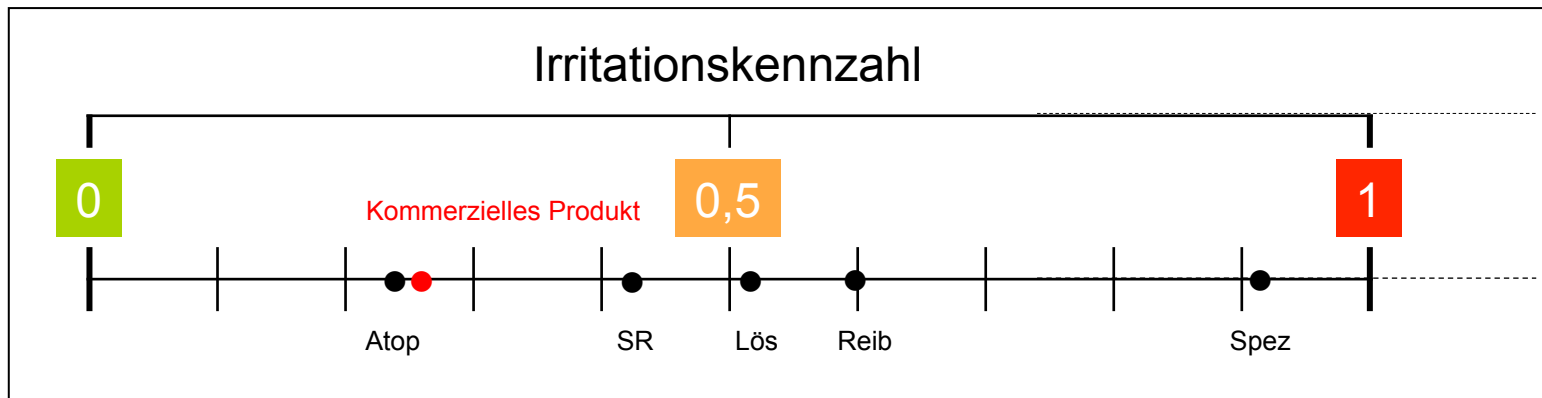 Irritationskennzahl
0
0,5
1
Kommerzielles Produkt
Atop
SR
Lös
Reib
Spez